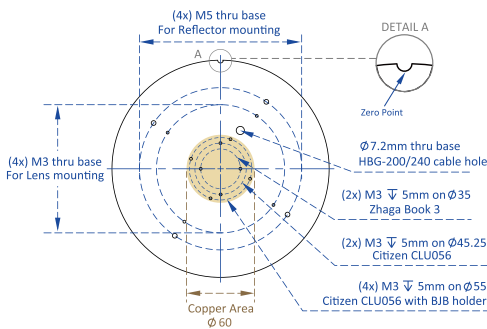 (4x) M5 thru base
For Reflector mounting
DETAIL A
A
Zero Point
(4x) M3 thru base
For Lens mounting
Ø7.2mm thru base
HBG-200/240 cable hole
(2x) M3 ↧ 5mm on Ø35
Zhaga Book 3
(2x) M3 ↧ 5mm on Ø45.25
Citizen CLU056
(4x) M3 ↧ 5mm on Ø55
Citizen CLU056 with BJB holder
Copper Area
Ø 60